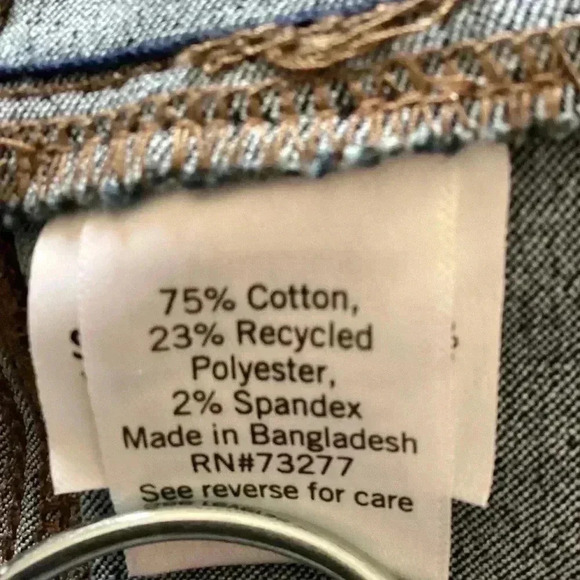 75% Cotton,
23% Recycled
Polyester,
2% Spandex
Made in Bangladesh
RN#73277
See reverse for care